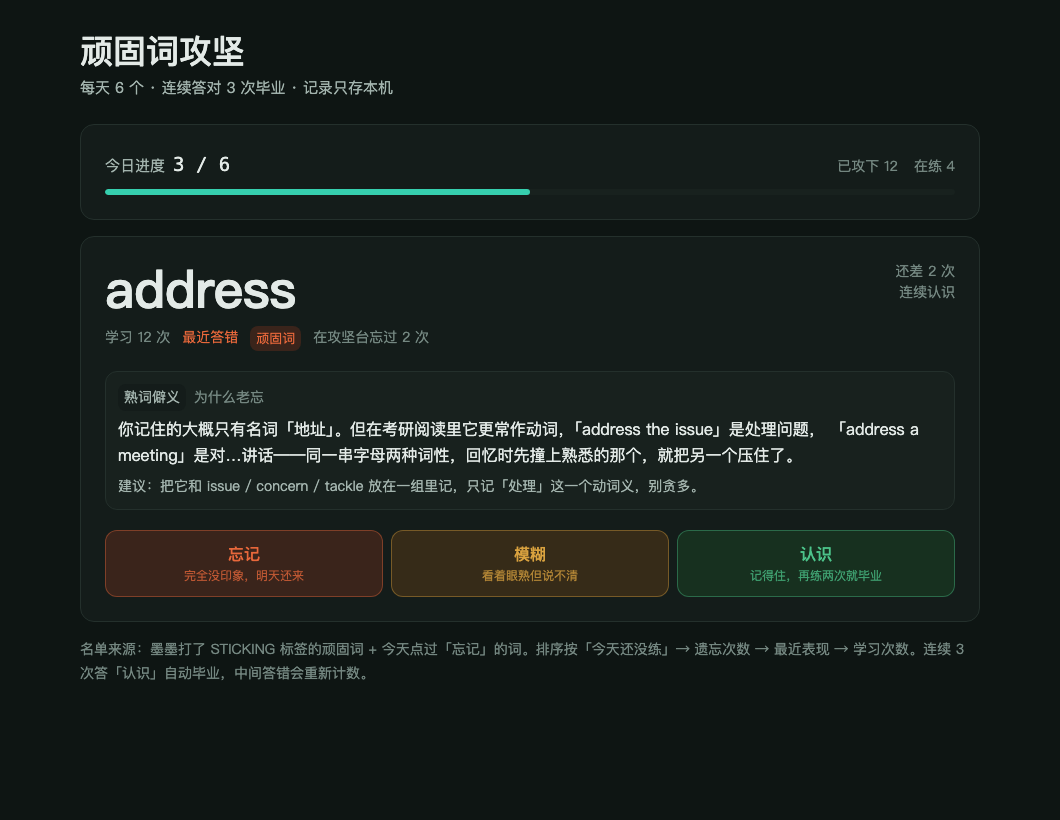 顽固词攻坚
每天 6 个 · 连续答对 3 次毕业 · 记录只存本机
今日进度 3 / 6
已攻下 12 在练 4
address
还差 2 次
连续认识
学习 12 次 最近答错 顽固词 在攻坚台忘过 2 次
熟词僻义 为什么老忘
你记住的大概只有名词「地址」。但在考研阅读里它更常作动词，「address the issue」是处理问题， 「address a
meeting」是对…讲话——同一串字母两种词性，回忆时先撞上熟悉的那个，就把另一个压住了。
建议：把它和 issue / concern / tackle 放在一组里记，只记「处理」这一个动词义，别贪多。
忘记
完全没印象，明天还来
模糊
看着眼熟但说不清
认识
记得住，再练两次就毕业
名单来源：墨墨打了 STICKING 标签的顽固词 + 今天点过「忘记」的词。排序按「今天还没练」→ 遗忘次数 → 最近表现 → 学习次数。连续 3
次答「认识」自动毕业，中间答错会重新计数。